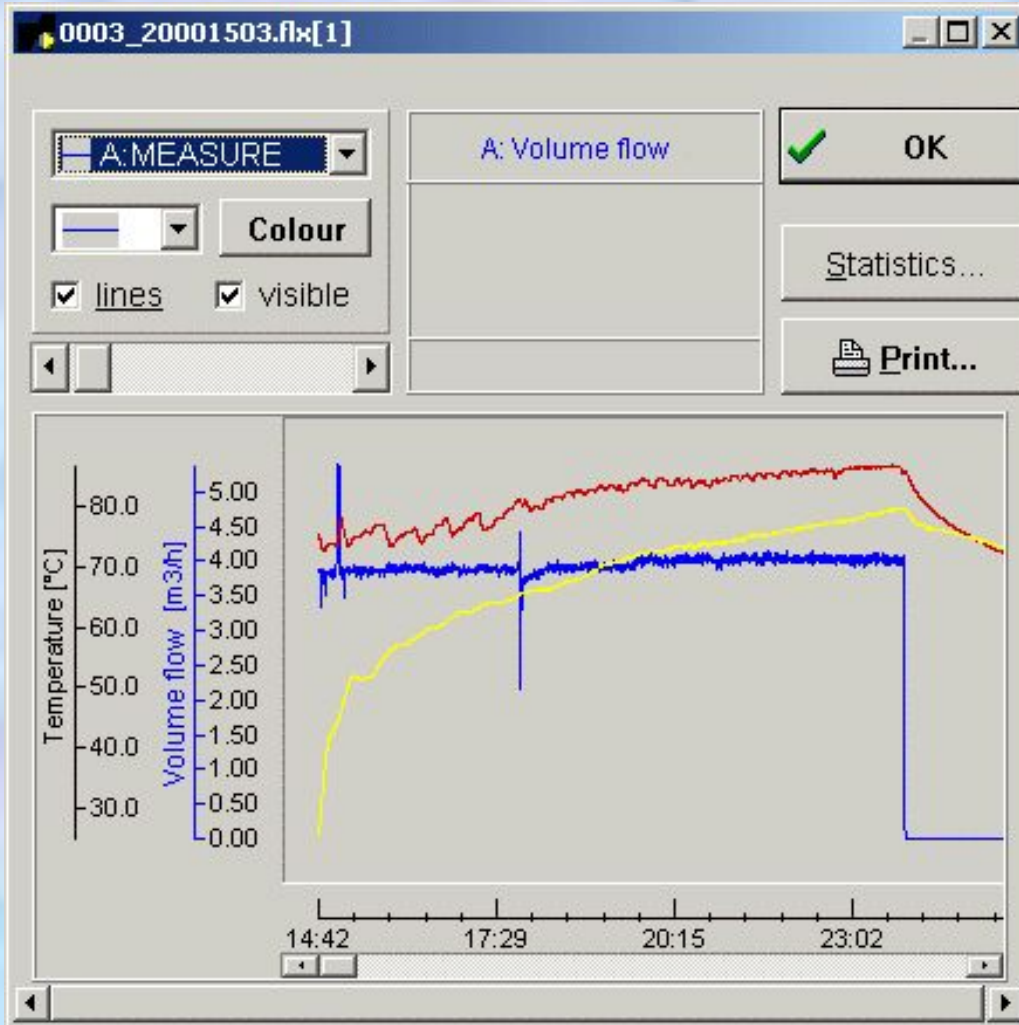 0003_20001503.flx[1]
A:MEASURE
Colour
lines
visible
A: Volume flow
OK
Statistics...
Print...
Temperature [°C]
80.0
70.0
60.0
50.0
40.0
30.0
Volume flow [m3/h]
5.00
4.50
4.00
3.50
3.00
2.50
2.00
1.50
1.00
0.50
0.00
14:42 17:29 20:15 23:02